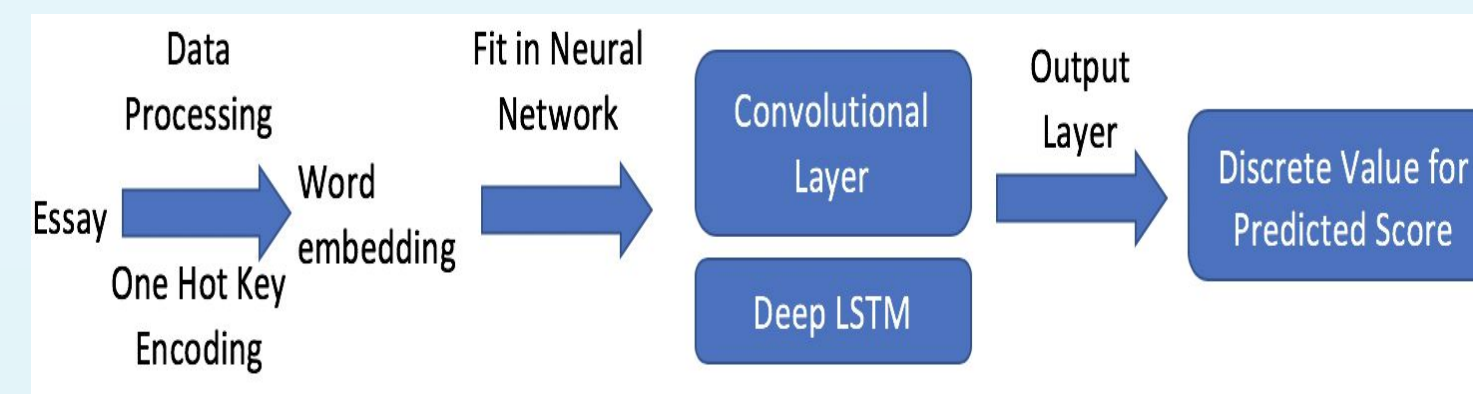 Essay
Data
Processing
One Hot Key
Encoding
Word
embedding
Fit in Neural
Network
Convolutional
Layer
Deep LSTM
Output
Layer
Discrete Value for
Predicted Score